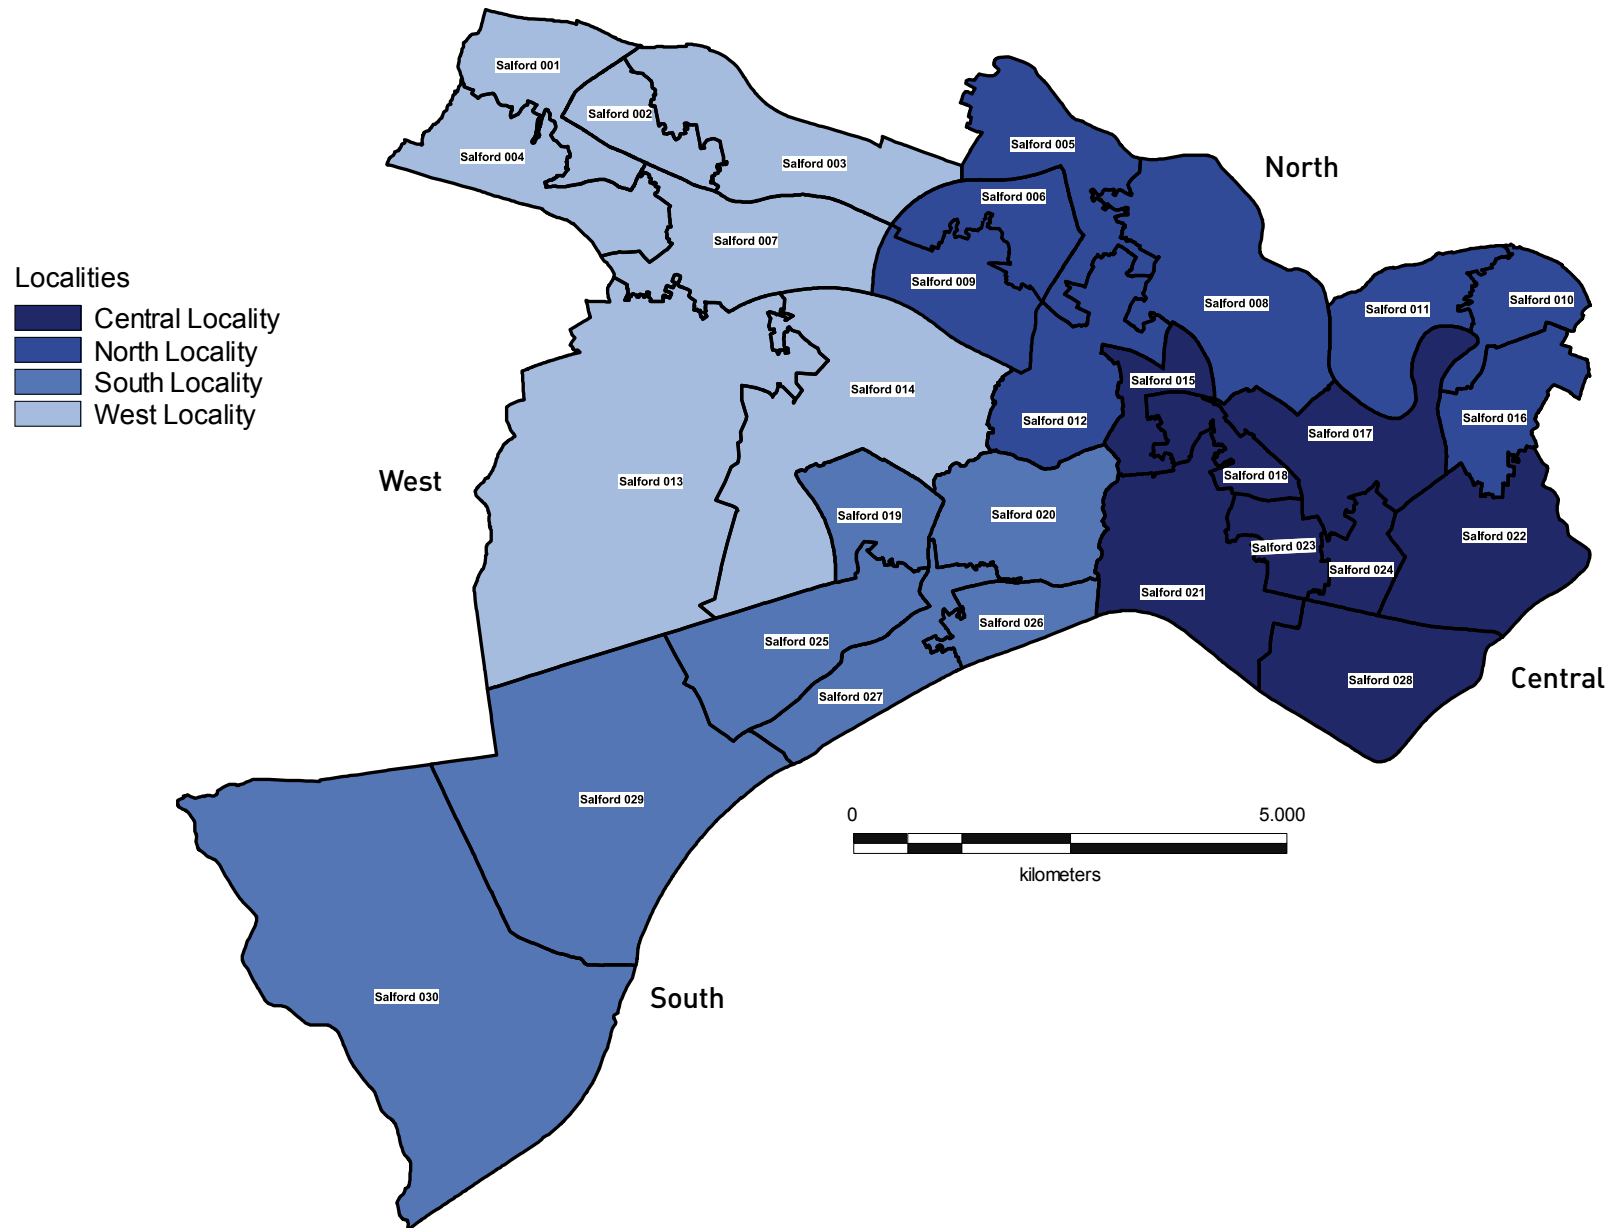 Salford 001
Salford 002
Salford 005
Salford 004
Salford 003
North
Salford 006
Salford 007
Localities
Salford 009
Salford 008
Salford 011
Salford 010
Central Locality
North Locality
South Locality
West Locality
Salford 015
Salford 014
Salford 012
Salford 017
Salford 016
West
Salford 013
Salford 018
Salford 019
Salford 020
Salford 022
Salford 023
Salford 024
Salford 021
Salford 026
Salford 025
Salford 028
Central
Salford 027
Salford 029
0
5.000
kilometers
Salford 030
South